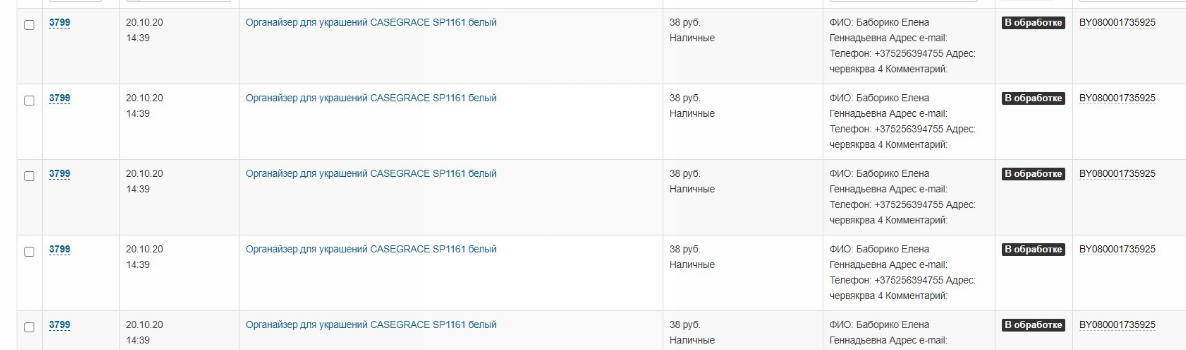 3799
20.10.20
14:39
Органайзер для украшений CASEGRACE SP1161 белый
38 руб.
Наличные
ФИО: Баборико Елена
Геннадьевна Адрес e-mail:
Телефон: +375256394755 Адрес:
червякрва 4 Комментарий:
В обработке
BY080001735925
3799
20.10.20
14:39
Органайзер для украшений CASEGRACE SP1161 белый
38 руб.
Наличные
ФИО: Баборико Елена
Геннадьевна Адрес e-mail:
Телефон: +375256394755 Адрес:
червякрва 4 Комментарий:
В обработке
BY080001735925
3799
20.10.20
14:39
Органайзер для украшений CASEGRACE SP1161 белый
38 руб.
Наличные
ФИО: Баборико Елена
Геннадьевна Адрес e-mail:
Телефон: +375256394755 Адрес:
червякрва 4 Комментарий:
В обработке
BY080001735925
3799
20.10.20
14:39
Органайзер для украшений CASEGRACE SP1161 белый
38 руб.
Наличные
ФИО: Баборико Елена
Геннадьевна Адрес e-mail:
Телефон: +375256394755 Адрес:
червякрва 4 Комментарий:
В обработке
BY080001735925
3799
20.10.20
14:39
Органайзер для украшений CASEGRACE SP1161 белый
38 руб.
Наличные
ФИО: Баборико Елена
Геннадьевна Адрес e-mail:
В обработке
BY080001735925